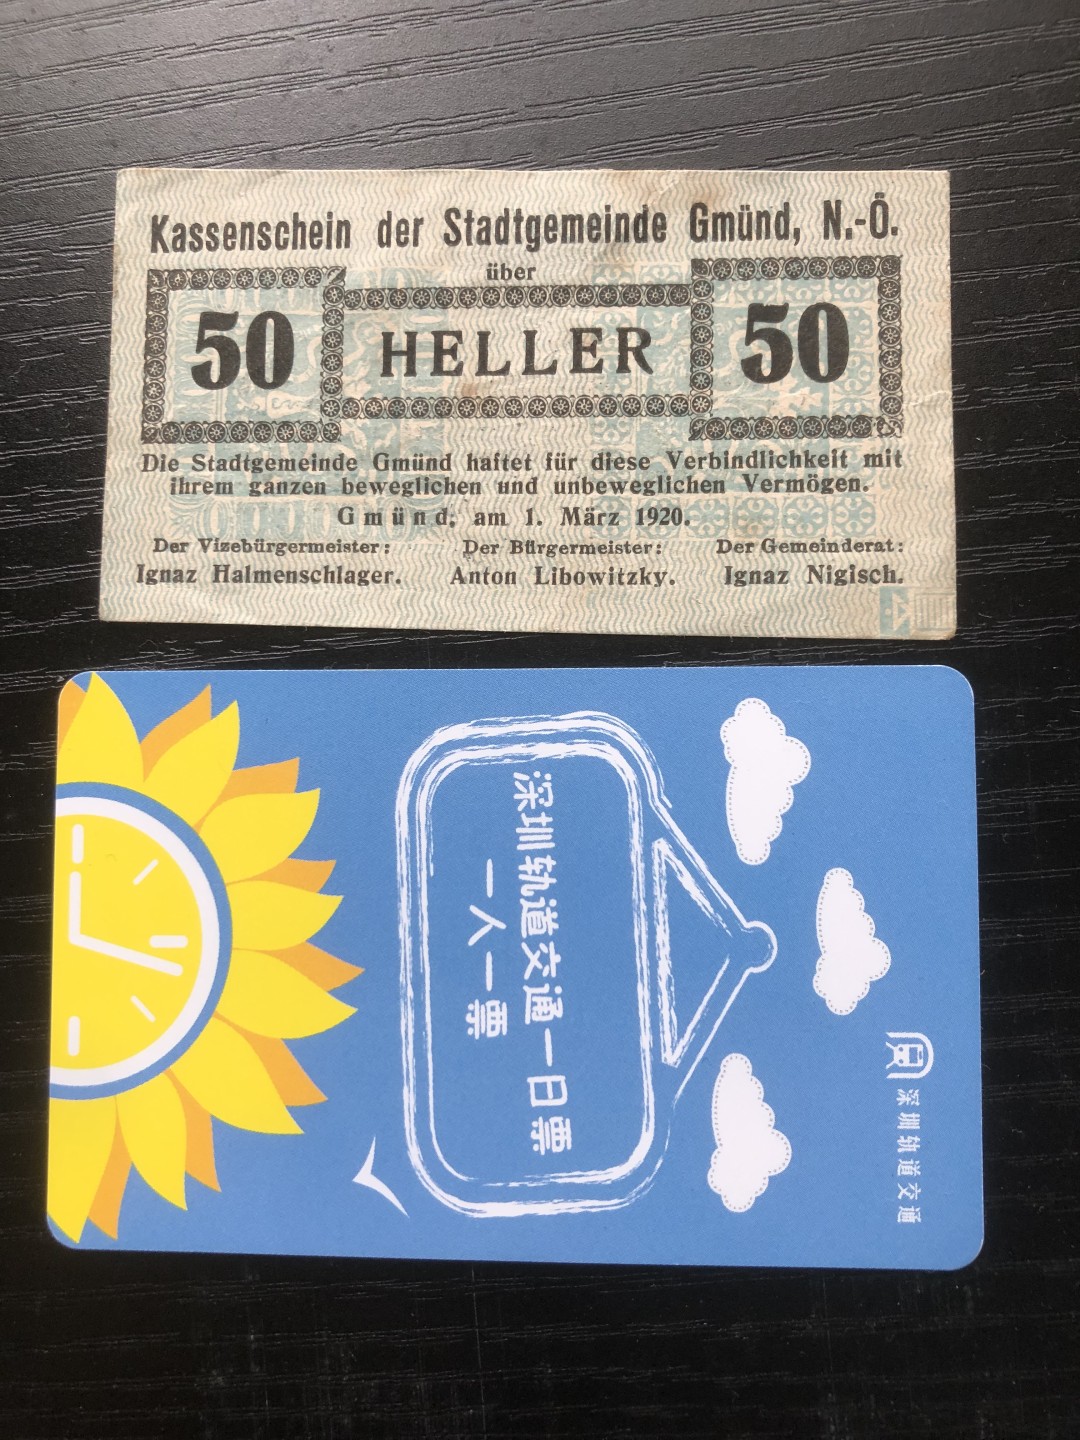 Kassenschein der Stadtgemeinde Gmünd, N.-Ö.
über
50 HELLER 50
Die Stadtgemeinde Gmünd haftet für diese Verbindlichkeit mit
ihrem ganzen beweglichen und unbeweglichen Vermögen.
Gmünd, am 1. März 1920.
Der Vizebürgermeister: Der Bürgermeister: Der Gemeinderat:
Ignaz Halmenschlager. Anton Libowitzky. Ignaz Nigisch.
深圳轨道交通
深圳轨道交通一日票
一人一票